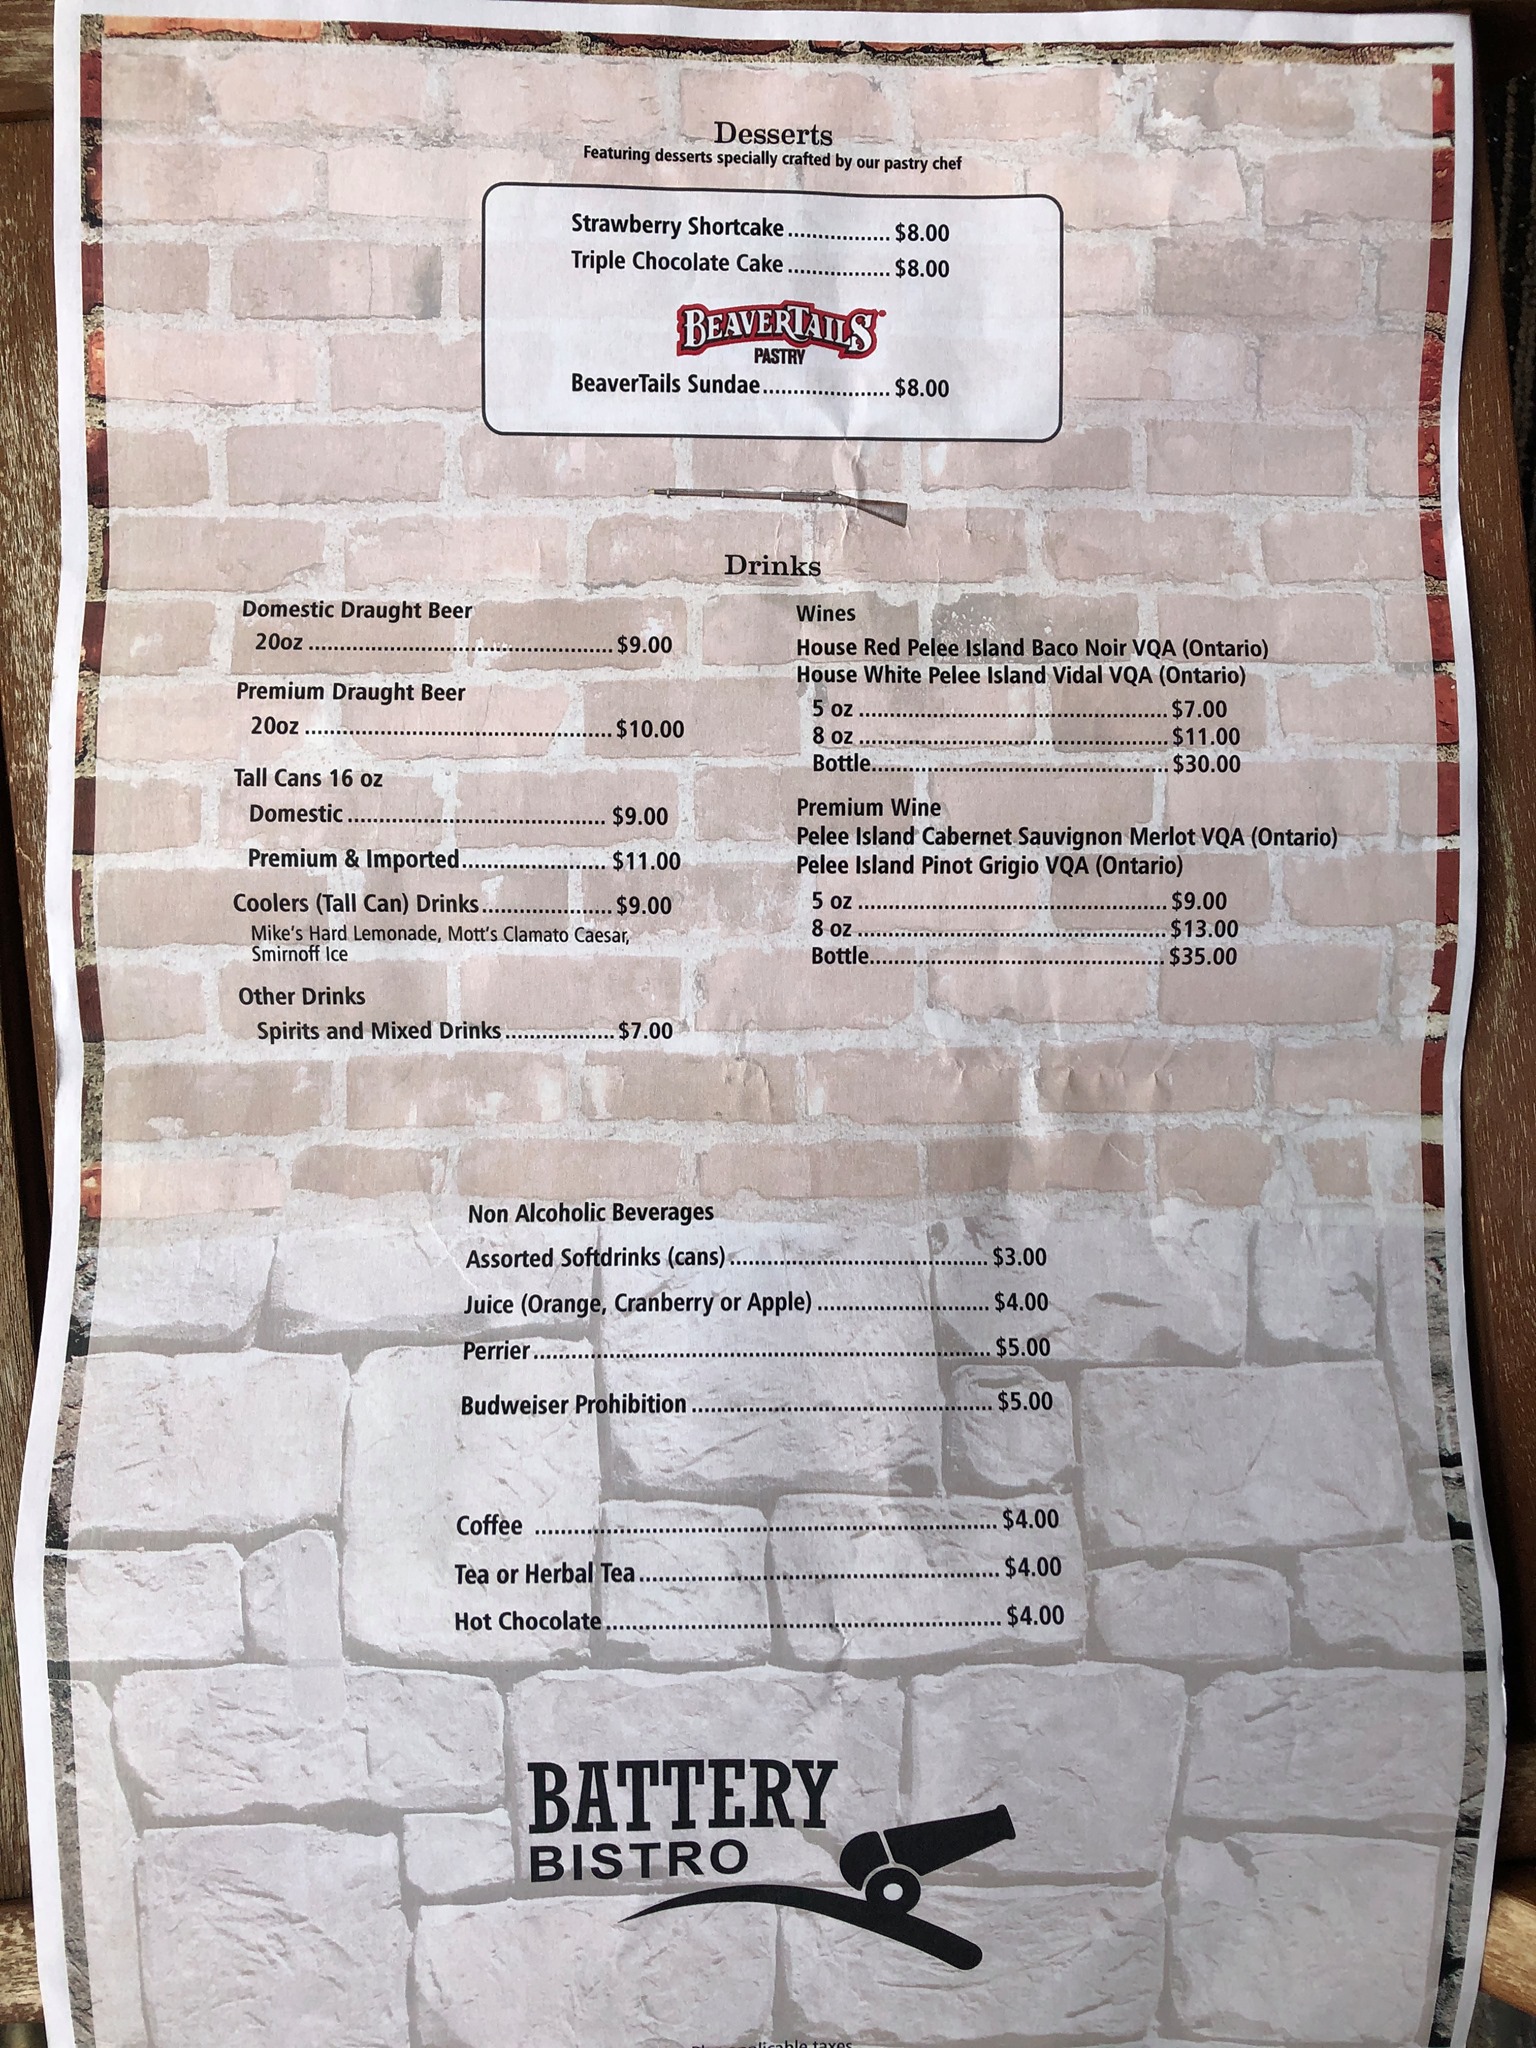 Desserts
Featuring desserts specially crafted by our pastry chef
Strawberry Shortcake ................. $8.00
Triple Chocolate Cake ................. $8.00
BEAVERTAILS
PASTRY
BeaverTails Sundae..................... $8.00
Drinks
Domestic Draught Beer
20oz .................................................. $9.00
Premium Draught Beer
20oz ...................................................$10.00
Tall Cans 16 oz
Domestic .......................................... $9.00
Premium & Imported........................ $11.00
Coolers (Tall Can) Drinks..................... $9.00
Mike's Hard Lemonade, Mott's Clamato Caesar,
Smirnoff Ice
Other Drinks
Spirits and Mixed Drinks ..................$7.00
Wines
House Red Pelee Island Baco Noir VQA (Ontario)
House White Pelee Island Vidal VQA (Ontario)
5 oz ...................................................$7.00
8 oz ...................................................$11.00
Bottle.................................................$30.00
Premium Wine
Pelee Island Cabernet Sauvignon Merlot VQA (Ontario)
Pelee Island Pinot Grigio VQA (Ontario)
5 oz ................................................... $9.00
8 oz ................................................... $13.00
Bottle................................................. $35.00
Non Alcoholic Beverages
Assorted Softdrinks (cans) ........................................... $3.00
Juice (Orange, Cranberry or Apple) ............................ $4.00
Perrier........................................................................... $5.00
Budweiser Prohibition .................................................. $5.00
Coffee ............................................................................ $4.00
Tea or Herbal Tea............................................................ $4.00
Hot Chocolate ................................................................. $4.00
BATTERY
BISTRO
applicable taxes